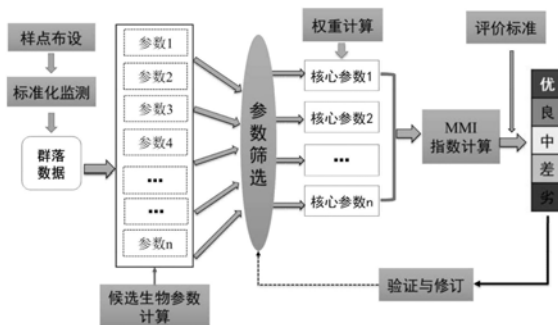 样点布设
标准化监测
群落
数据
参数1
参数2
参数3
参数4
...
...
参数n
候选生物参数
计算
参数筛选
权重计算
核心参数1
核心参数2
...
核心参数n
MMI
指数计算
评价标准
优
良
中
差
劣
验证与修订